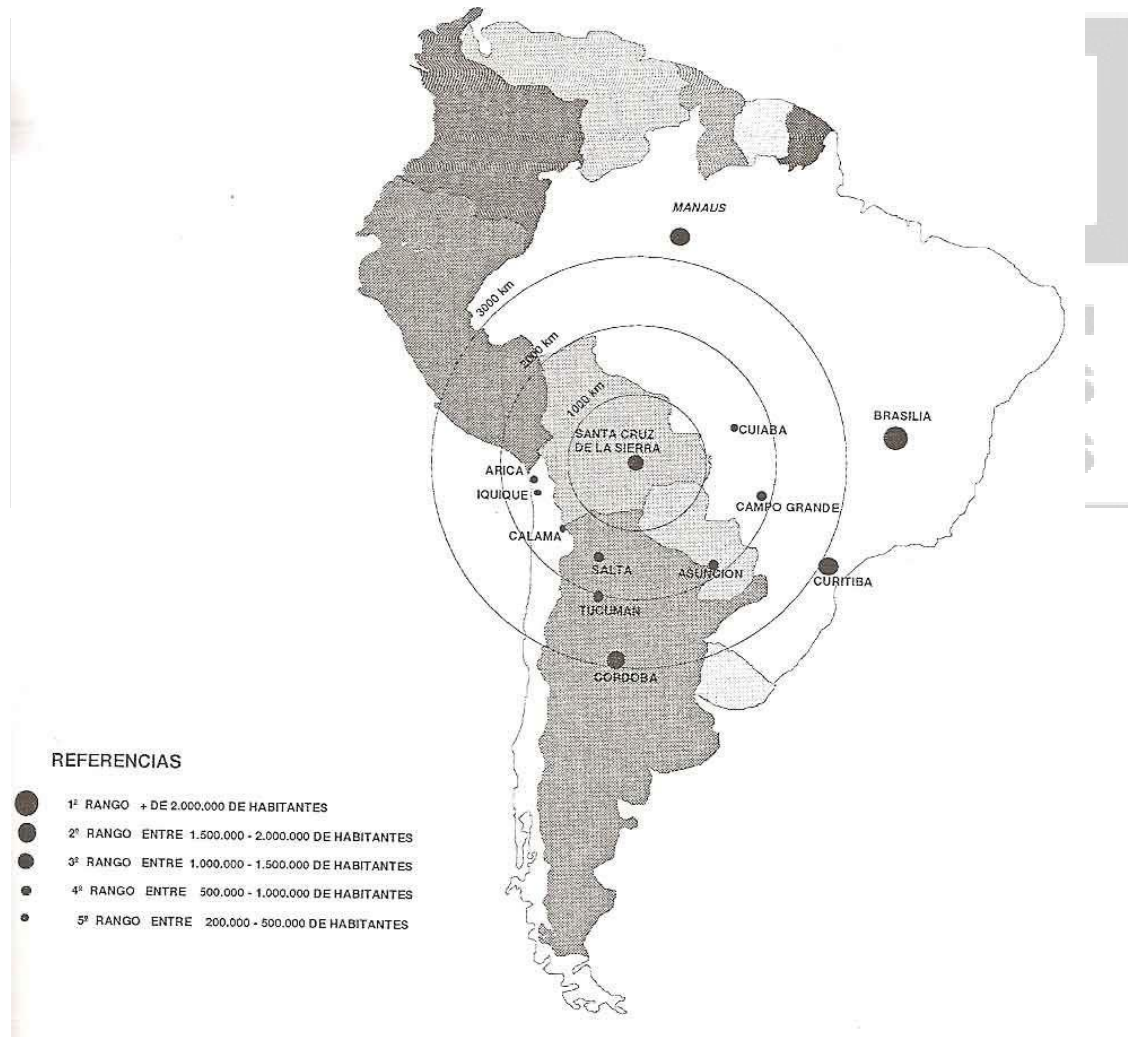 MANAUS
3000 km
2000 km
1000 km
BRASILIA
CUIABA
SANTA CRUZ
DE LA SIERRA
ARICA
IQUIQUE
CAMPO GRANDE
CALAMA
SALTA
ASUNCION
CURITIBA
TUCUMAN
CORDOBA
REFERENCIAS
1º RANGO + DE 2.000.000 DE HABITANTES
2º RANGO ENTRE 1.500.000 - 2.000.000 DE HABITANTES
3º RANGO ENTRE 1.000.000 - 1.500.000 DE HABITANTES
4º RANGO ENTRE 500.000 - 1.000.000 DE HABITANTES
5º RANGO ENTRE 200.000 - 500.000 DE HABITANTES